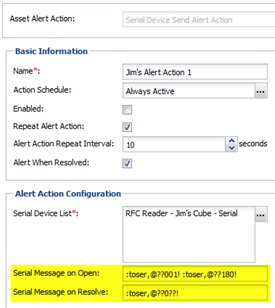 Asset Alert Action: Serial Device Send Alert Action
Basic Information
Name*: Jim's Alert Action 1
Action Schedule: Always Active ...
Enabled:
Repeat Alert Action:
Alert Action Repeat Interval: 10 seconds
Alert When Resolved:
Alert Action Configuration
Serial Device List*: RFC Reader - Jim's Cube - Serial ...
Serial Message on Open: :toser,@??001! :toser,@??180!
Serial Message on Resolve: :toser,@??0??!